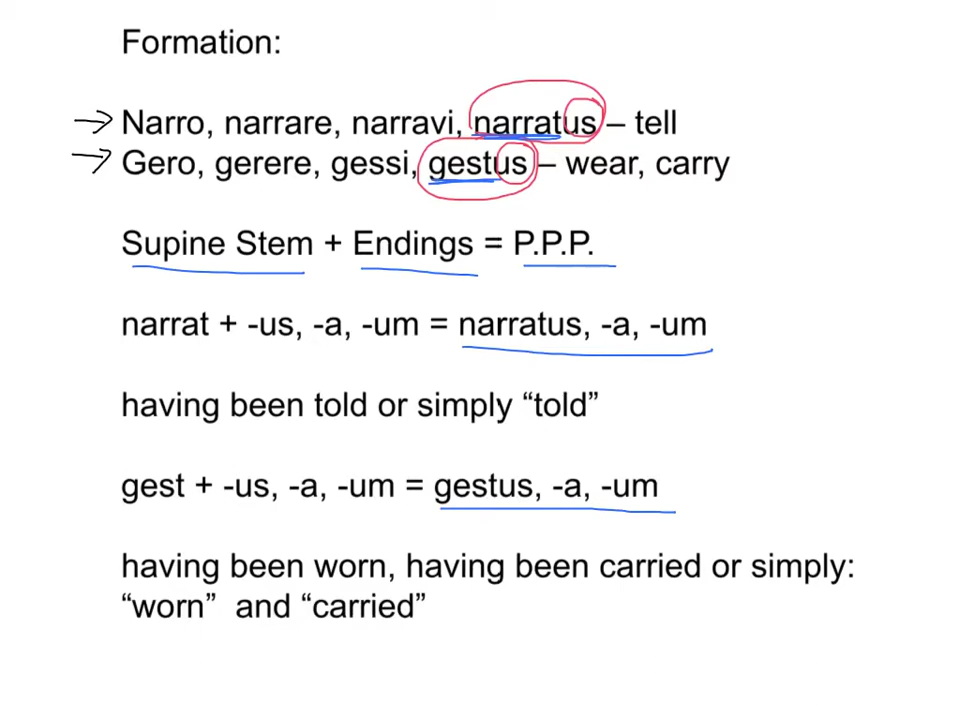 Formation:
Narro, narrare, narravi, narratus – tell
Gero, gerere, gessi, gestus – wear, carry
Supine Stem + Endings = P.P.P.
narrat + -us, -a, -um = narratus, -a, -um
having been told or simply “told”
gest + -us, -a, -um = gestus, -a, -um
having been worn, having been carried or simply:
“worn”  and “carried”